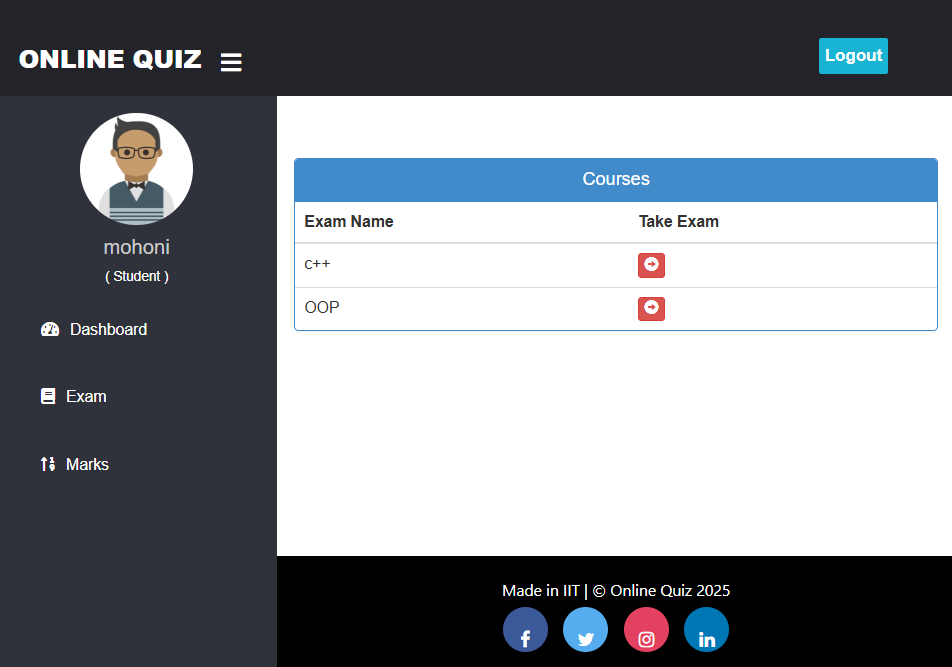 ONLINE QUIZ
Logout
mohoni
( Student )
Dashboard
Exam
Marks
Courses
Exam Name Take Exam
c++
OOP
Made in IIT | © Online Quiz 2025